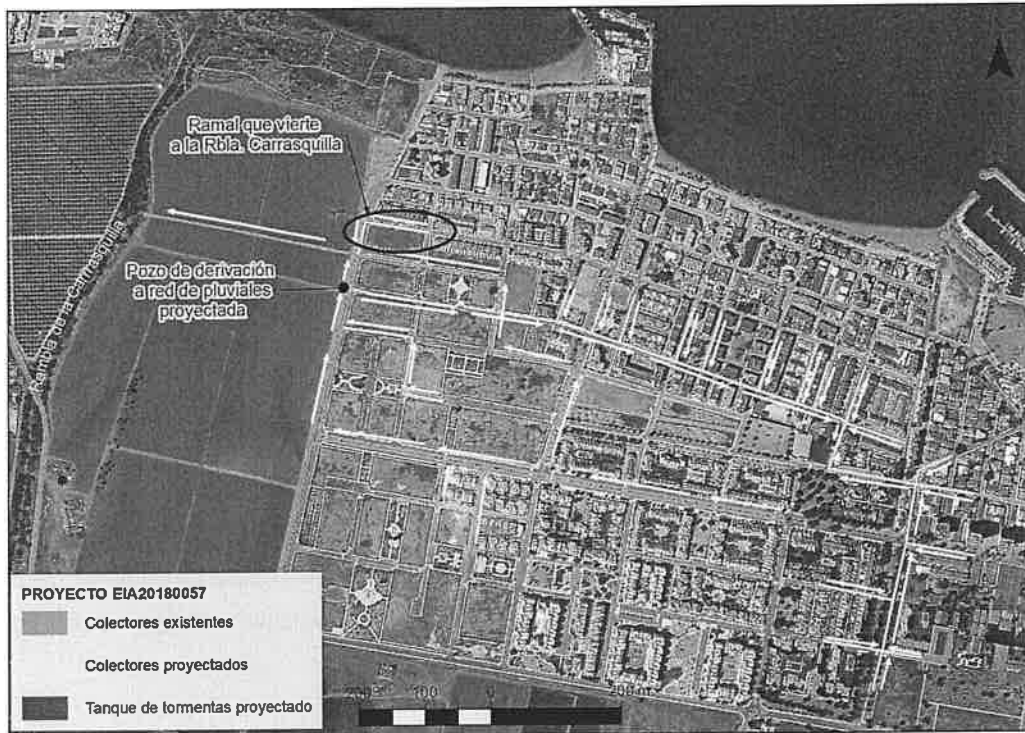 Ramal que vierte
a la Rbla. Carrasquilla
Pozo de derivación
a red de pluviales
proyectada
Rambla de la Carrasquilla
PROYECTO EIA20180057
Colectores existentes
Colectores proyectados
Tanque de tormentas proyectado
200 100 0 200 m